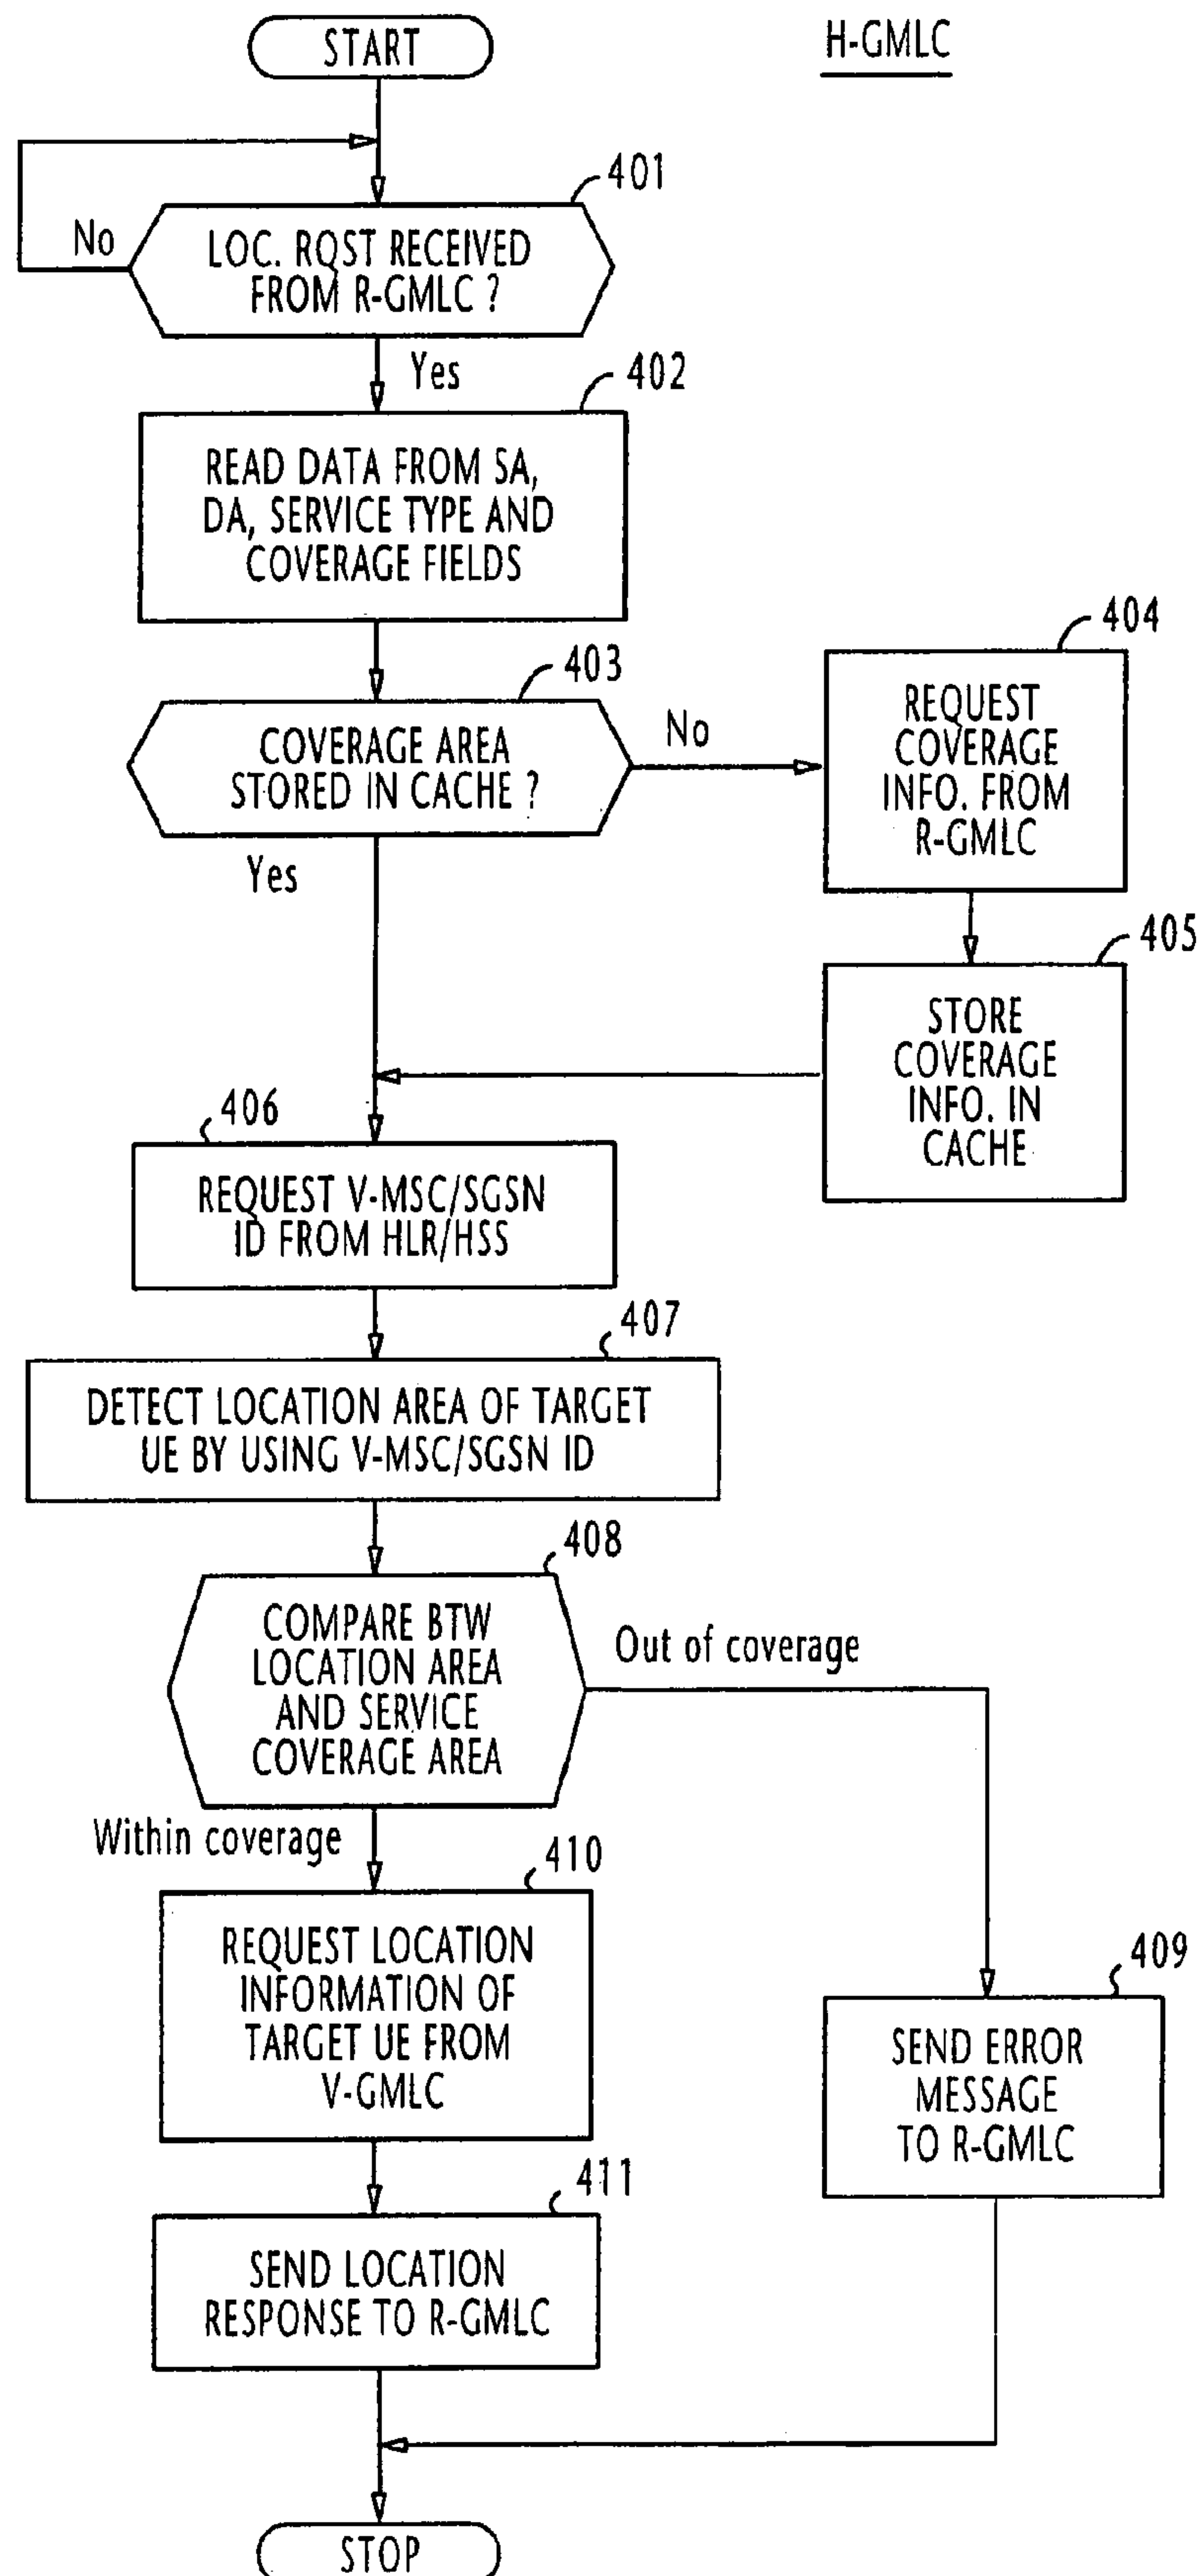 START
H-GMLC
401
No
LOC. RQST RECEIVED
FROM R-GMLC ?
Yes
402
READ DATA FROM SA,
DA, SERVICE TYPE AND
COVERAGE FIELDS
403
COVERAGE AREA
STORED IN CACHE ?
No
404
REQUEST
COVERAGE
INFO. FROM
R-GMLC
Yes
405
STORE
COVERAGE
INFO. IN
CACHE
406
REQUEST V-MSC/SGSN
ID FROM HLR/HSS
407
DETECT LOCATION AREA OF TARGET
UE BY USING V-MSC/SGSN ID
408
COMPARE BTW
LOCATION AREA
AND SERVICE
COVERAGE AREA
Out of coverage
Within coverage
410
REQUEST LOCATION
INFORMATION OF
TARGET UE FROM
V-GMLC
409
SEND ERROR
MESSAGE
TO R-GMLC
411
SEND LOCATION
RESPONSE TO R-GMLC
STOP